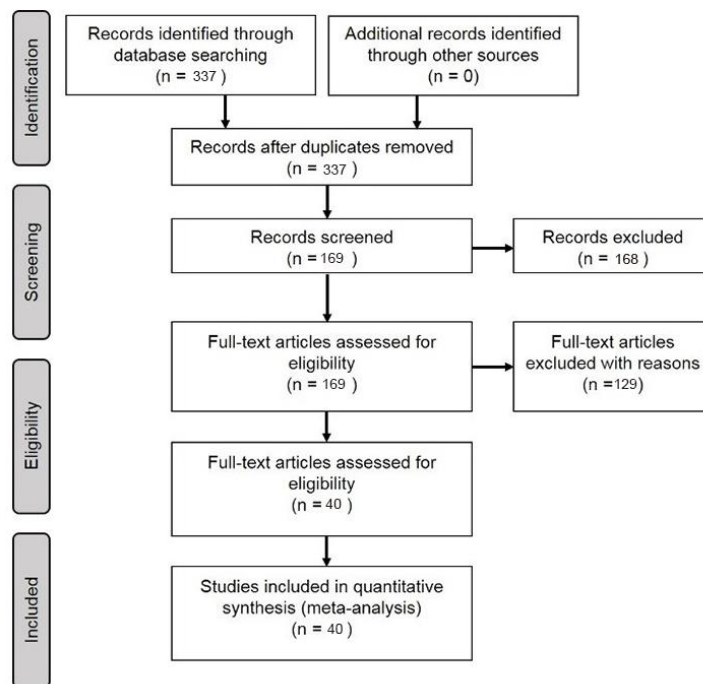 Identification
Records identified through
database searching
(n = 337)
Additional records identified
through other sources
(n = 0)
Records after duplicates removed
(n = 337 )
Screening
Records screened
(n = 169 )
Records excluded
(n = 168 )
Full-text articles assessed for
eligibility
(n = 169 )
Full-text articles
excluded with reasons
(n =129)
Eligibility
Full-text articles assessed for
eligibility
(n = 40 )
Included
Studies included in quantitative
synthesis (meta-analysis)
(n = 40 )